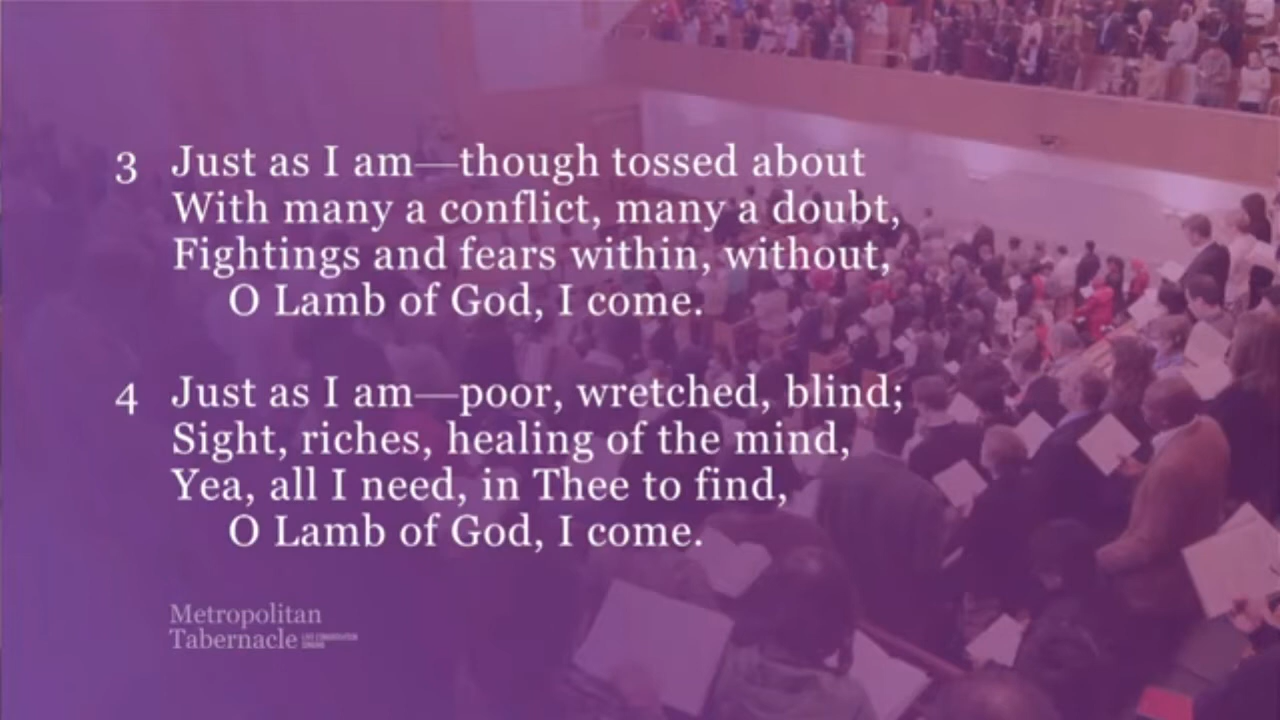 3 Just as I am—though tossed about
With many a conflict, many a doubt,
Fightings and fears within, without,
O Lamb of God, I come.
4 Just as I am—poor, wretched, blind;
Sight, riches, healing of the mind,
Yea, all I need, in Thee to find,
O Lamb of God, I come.
Metropolitan
Tabernacle